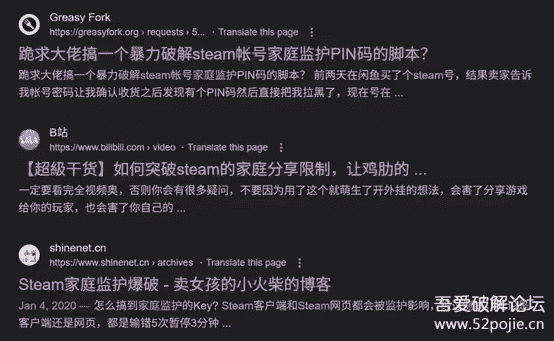 Greasy Fork
https://greasyfork.org › requests › 5... · Translate this page
跪求大佬搞一个暴力破解steam帐号家庭监护PIN码的脚本？
跪求大佬搞一个暴力破解steam帐号家庭监护PIN码的脚本？ 前两天在闲鱼买了个steam号，结果卖家告诉
我帐号密码让我确认收货之后发现有个PIN码然后直接把我拉黑了，现在号在 ...
B站
https://www.bilibili.com › video · Translate this page
【超級干货】如何突破steam的家庭分享限制，让鸡肋的 ...
一定要看完全视频奥，否则你会有很多疑问，不要因为用了这个就萌生了开外挂的想法，会害了分享游戏
给你的玩家，也会害了你自己的 ...
shinenet.cn
https://www.shinenet.cn › archives · Translate this page
Steam家庭监护爆破 - 卖女孩的小火柴的博客
Jan 4, 2020 — 怎么搞到家庭监护的Key? Steam客户端和Steam网页都会被监护影响，
客户端还是网页，都是输错5次暂停3分钟 ...
吾爱破解论坛
www.52pojie.cn